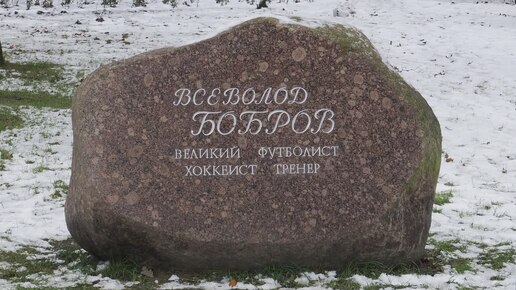 ВСЕВОЛОД
БОБРОВ
ВЕЛИКИЙ ФУТБОЛИСТ
ХОККЕИСТ ТРЕНЕР